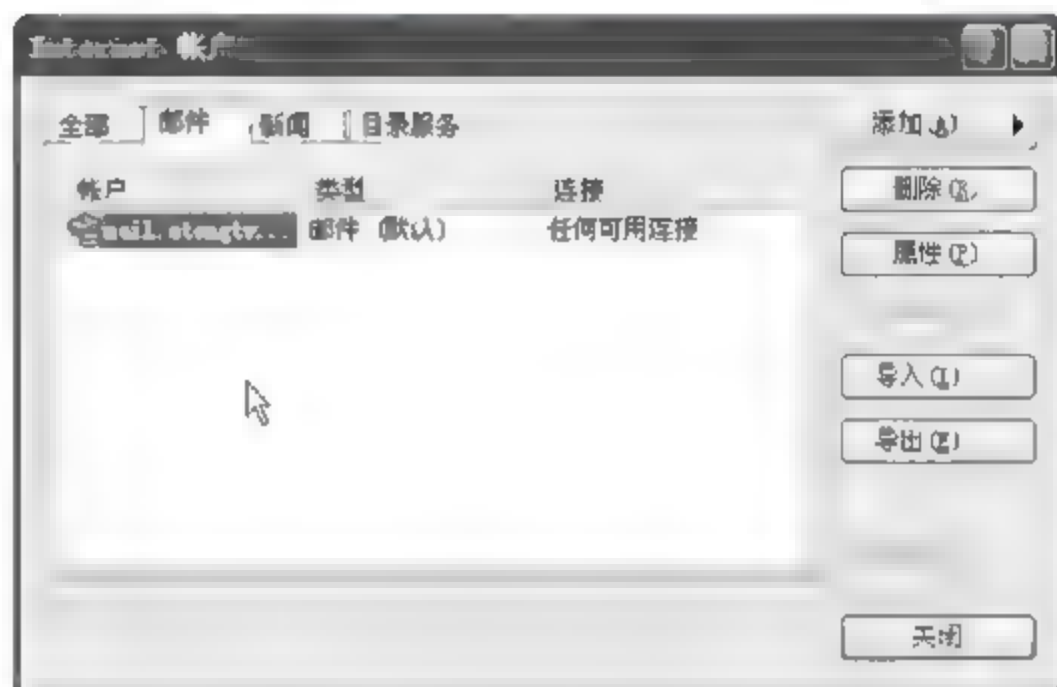 Internet 帐户
全部 邮件 新闻 目录服务
添加(A)
帐户 类型 连接
删除(R)
邮件 (默认) 任何可用连接
属性(P)
导入(I)
导出(E)
关闭